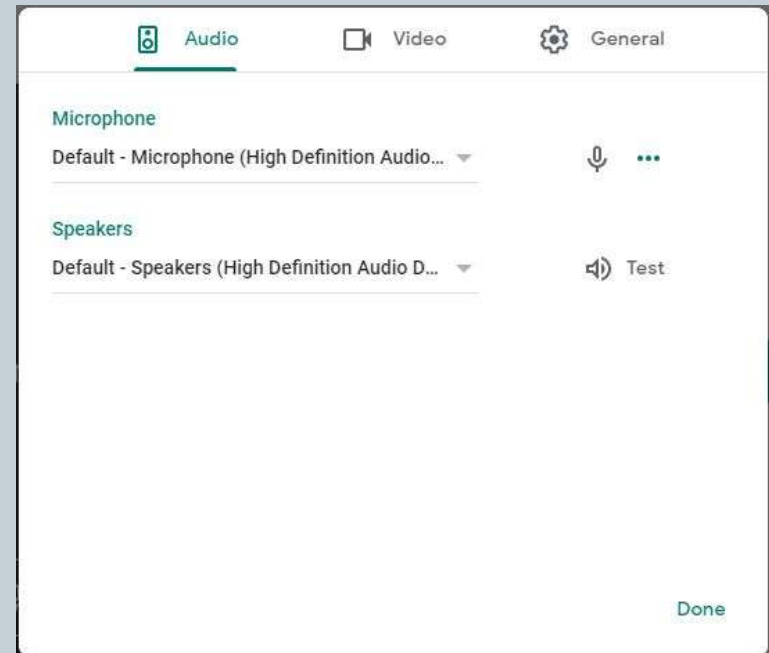 Audio
Video
General
Microphone
Default - Microphone (High Definition Audio...
Speakers
Default - Speakers (High Definition Audio D...
Test
Done